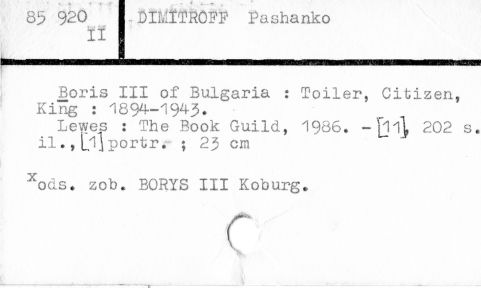 85 920 DIMITROFF Pashanko
II
Boris III of Bulgaria : Toiler, Citizen,
King : 1894-1943.
Lewes : The Book Guild, 1986. - [11], 202 s.
il., [1] portr. ; 23 cm
xods. zob. BORYS III Koburg.